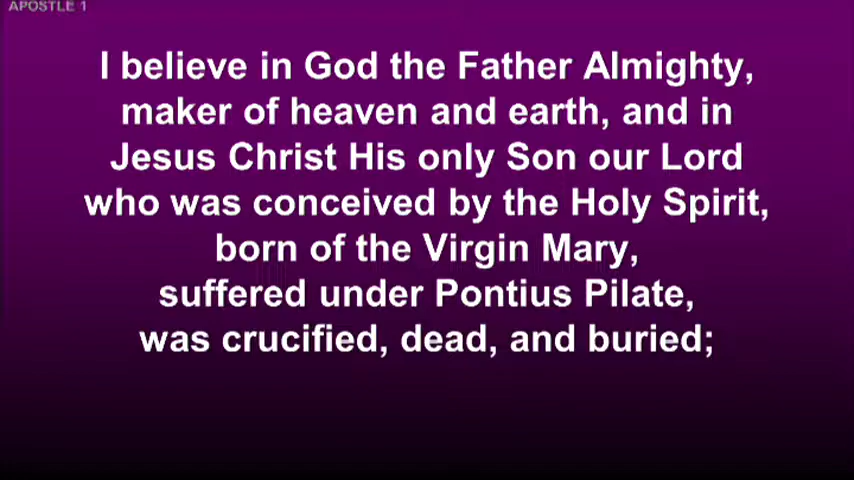 APOSTLE 1
I believe in God the Father Almighty,
maker of heaven and earth, and in
Jesus Christ His only Son our Lord
who was conceived by the Holy Spirit,
born of the Virgin Mary,
suffered under Pontius Pilate,
was crucified, dead, and buried;